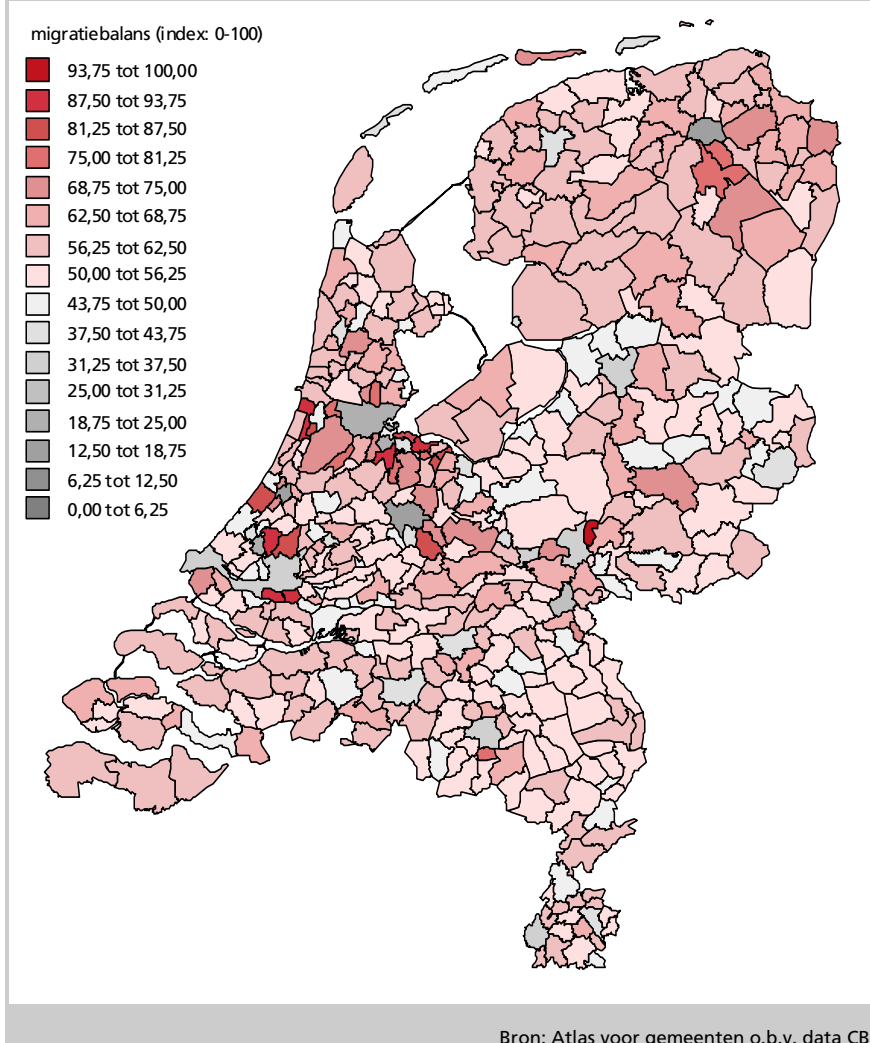 migratiebalans (index: 0-100)
93,75 tot 100,00
87,50 tot 93,75
81,25 tot 87,50
75,00 tot 81,25
68,75 tot 75,00
62,50 tot 68,75
56,25 tot 62,50
50,00 tot 56,25
43,75 tot 50,00
37,50 tot 43,75
31,25 tot 37,50
25,00 tot 31,25
18,75 tot 25,00
12,50 tot 18,75
6,25 tot 12,50
0,00 tot 6,25
Bron: Atlas voor gemeenten o.b.v. data CB